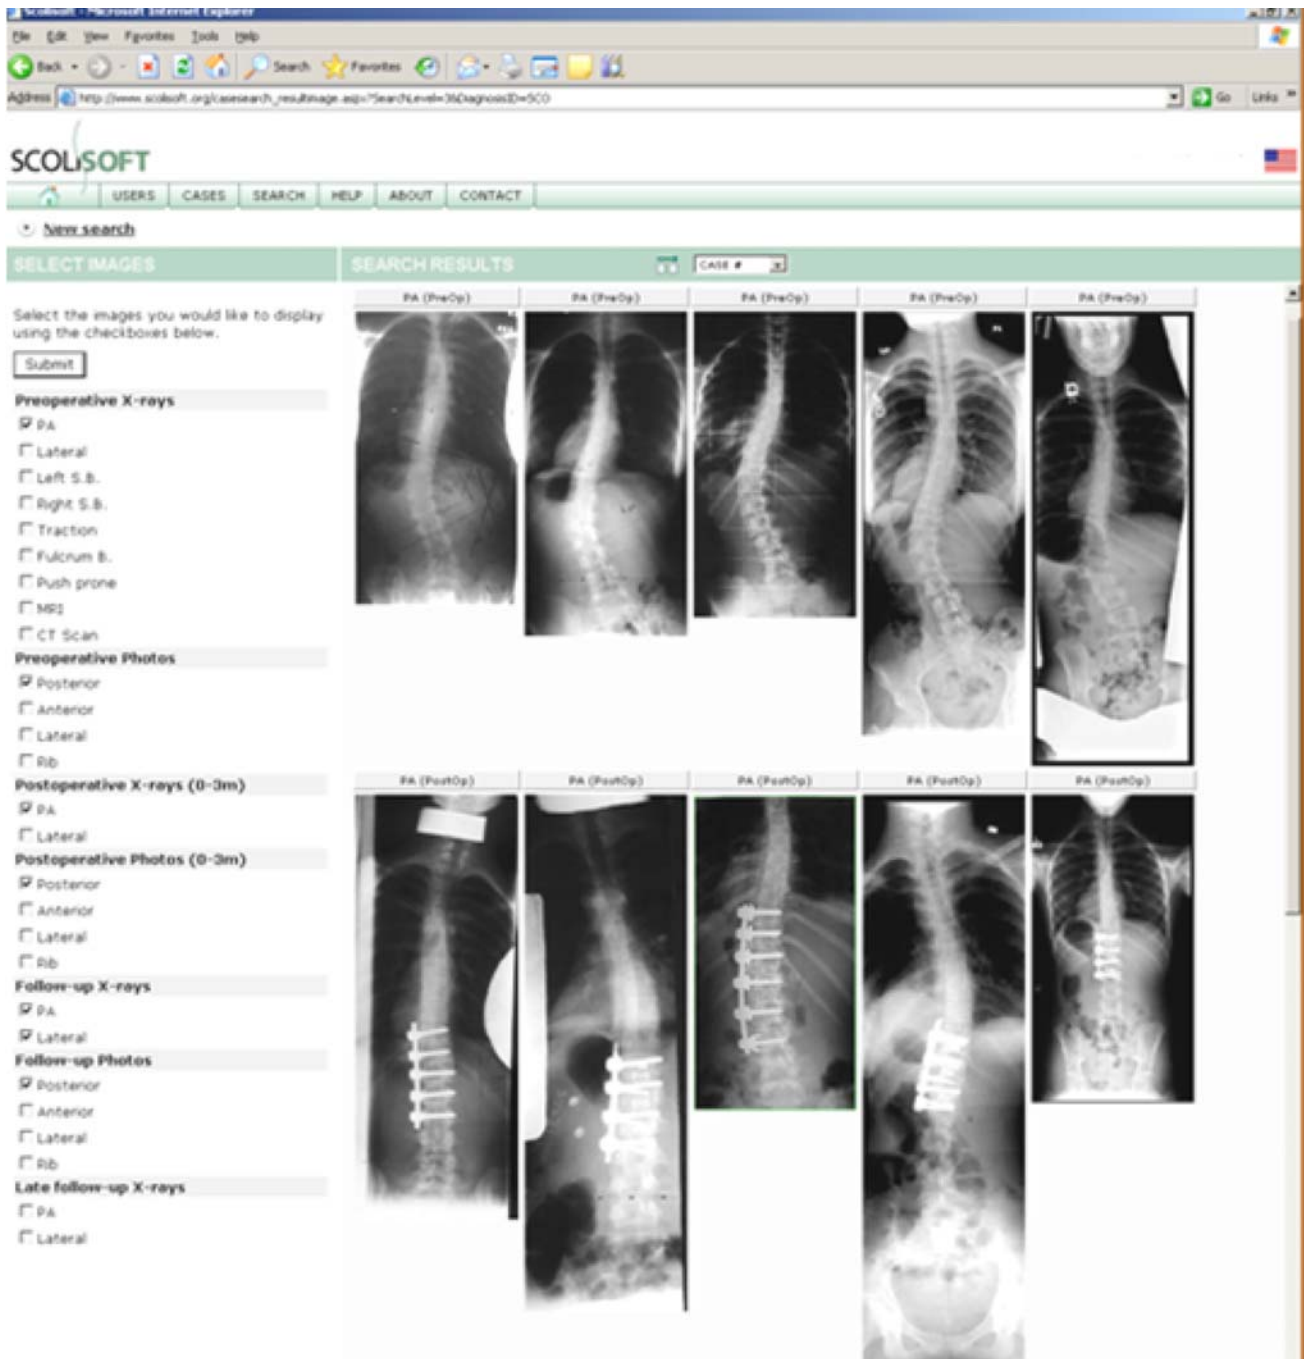 Scolisoft - Microsoft Internet Explorer
File Edit View Favorites Tools Help
Back Search Favorites
Address http://www.scolisoft.org/casesearch_resultimage.asp?SearchLevel=3&DiagnosisID=SCO Go Links »
SCOLISOFT
USERS CASES SEARCH HELP ABOUT CONTACT
New search
SELECT IMAGES SEARCH RESULTS CASE #
PA (PreOp) PA (PreOp) PA (PreOp) PA (PreOp) PA (PreOp)
Select the images you would like to display
using the checkboxes below.
Submit
Preoperative X-rays
PA
Lateral
Left S.B.
Right S.B.
Traction
Fulcrum B.
Push prone
MRI
CT Scan
Preoperative Photos
Posterior
Anterior
Lateral
Rib
PA (PostOp) PA (PostOp) PA (PostOp) PA (PostOp) PA (PostOp)
Postoperative X-rays (0-3m)
PA
Lateral
Postoperative Photos (0-3m)
Posterior
Anterior
Lateral
Rib
Follow-up X-rays
PA
Lateral
Follow-up Photos
Posterior
Anterior
Lateral
Rib
Late follow-up X-rays
PA
Lateral